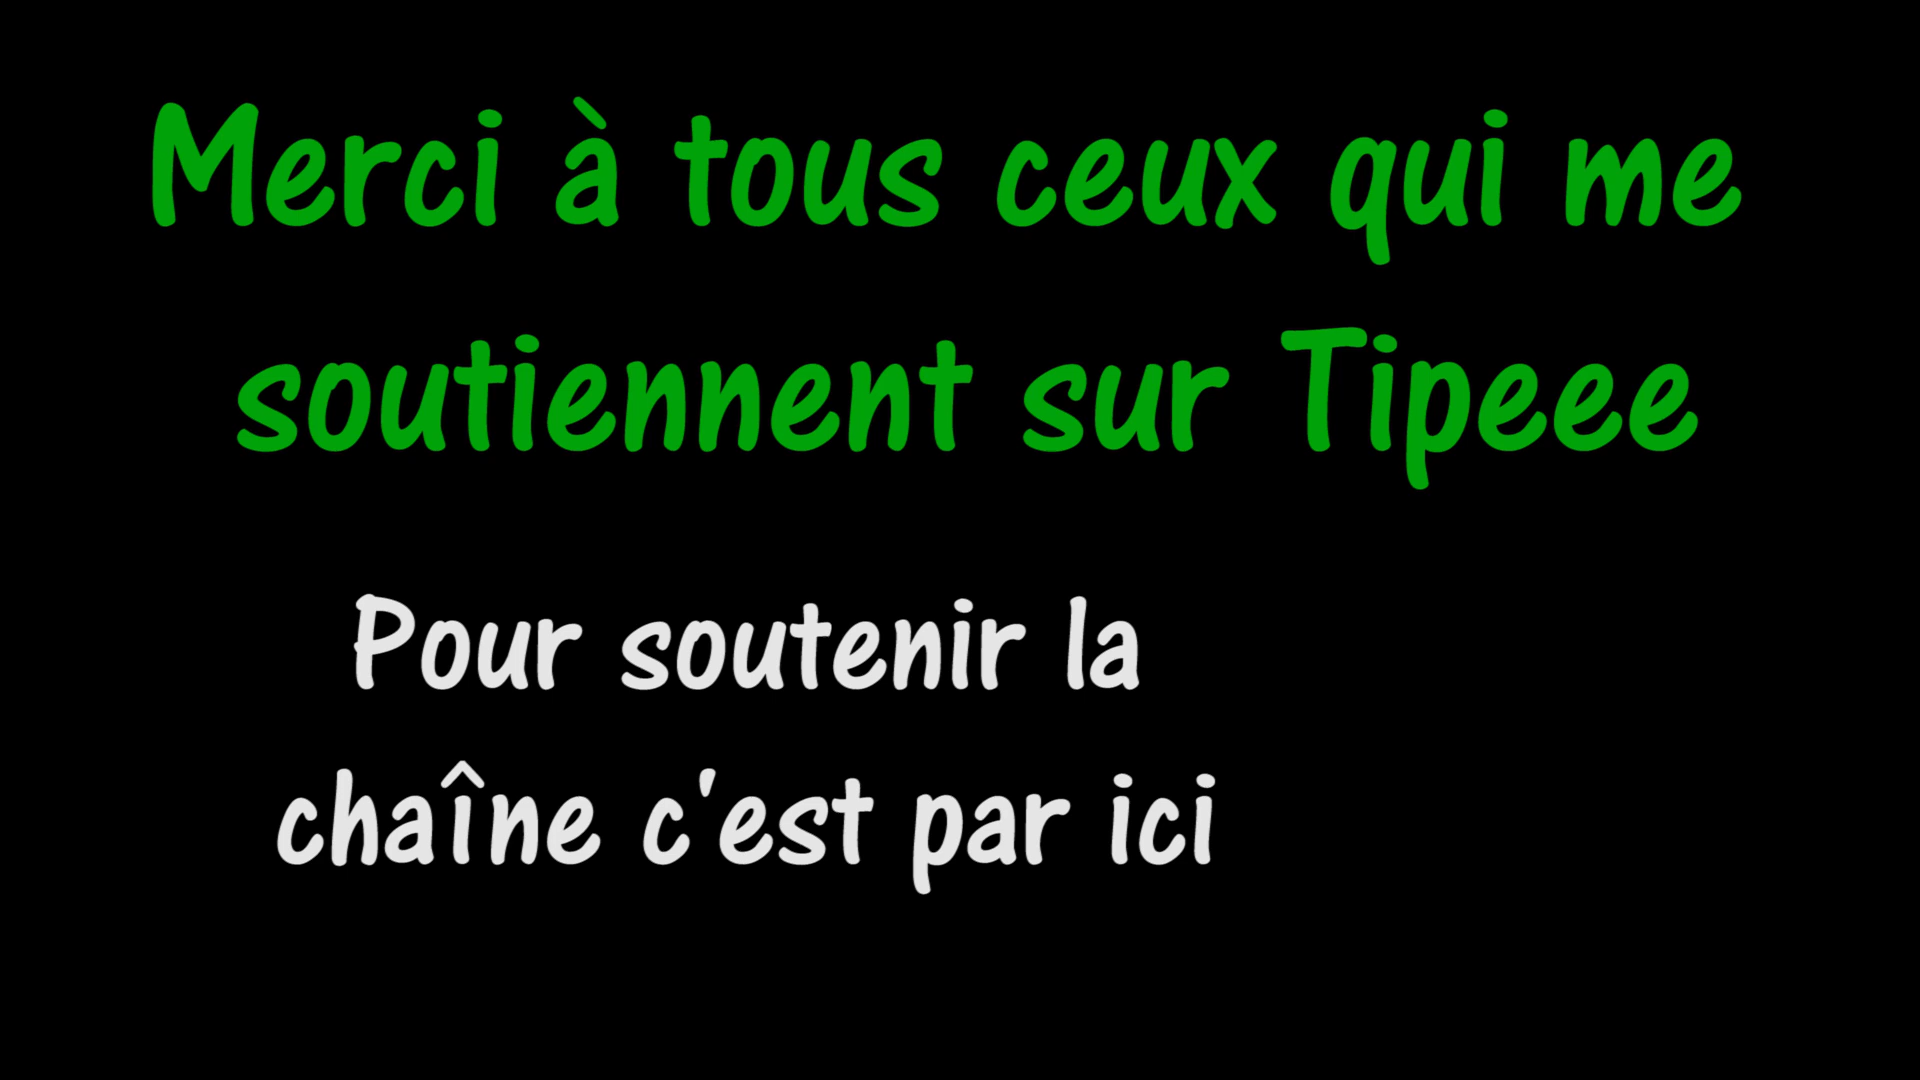 Merci à tous ceux qui me
soutiennent sur Tipeee
Pour soutenir la
chaîne c'est par ici